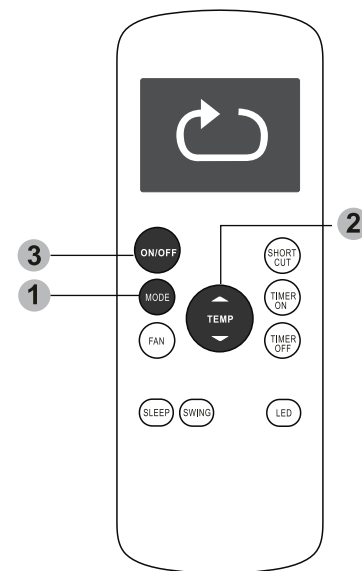 2
ON/OFF
SHORT
CUT
3
MODE
1
TEMP
TIMER
ON
FAN
TIMER
OFF
SLEEP
SWING
LED